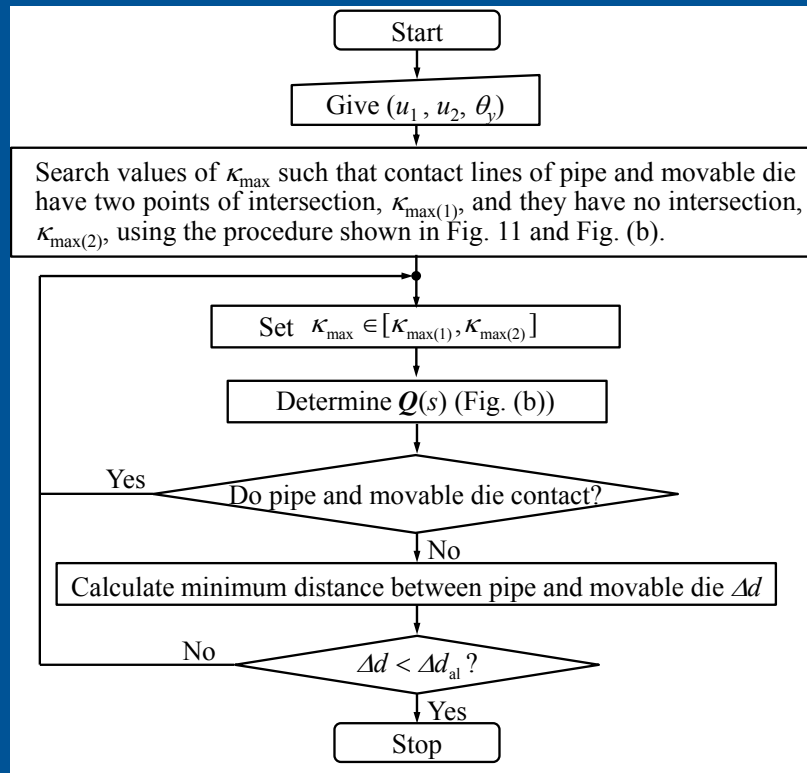 Start
Give (u₁ , u₂, θᵧ)
Search values of κmax such that contact lines of pipe and movable die
have two points of intersection, κmax(1), and they have no intersection,
κmax(2), using the procedure shown in Fig. 11 and Fig. (b).
Set κmax ∈ [κmax(1), κmax(2)]
Determine Q(s) (Fig. (b))
Yes
Do pipe and movable die contact?
No
Calculate minimum distance between pipe and movable die Δd
No
Δd < Δdal ?
Yes
Stop